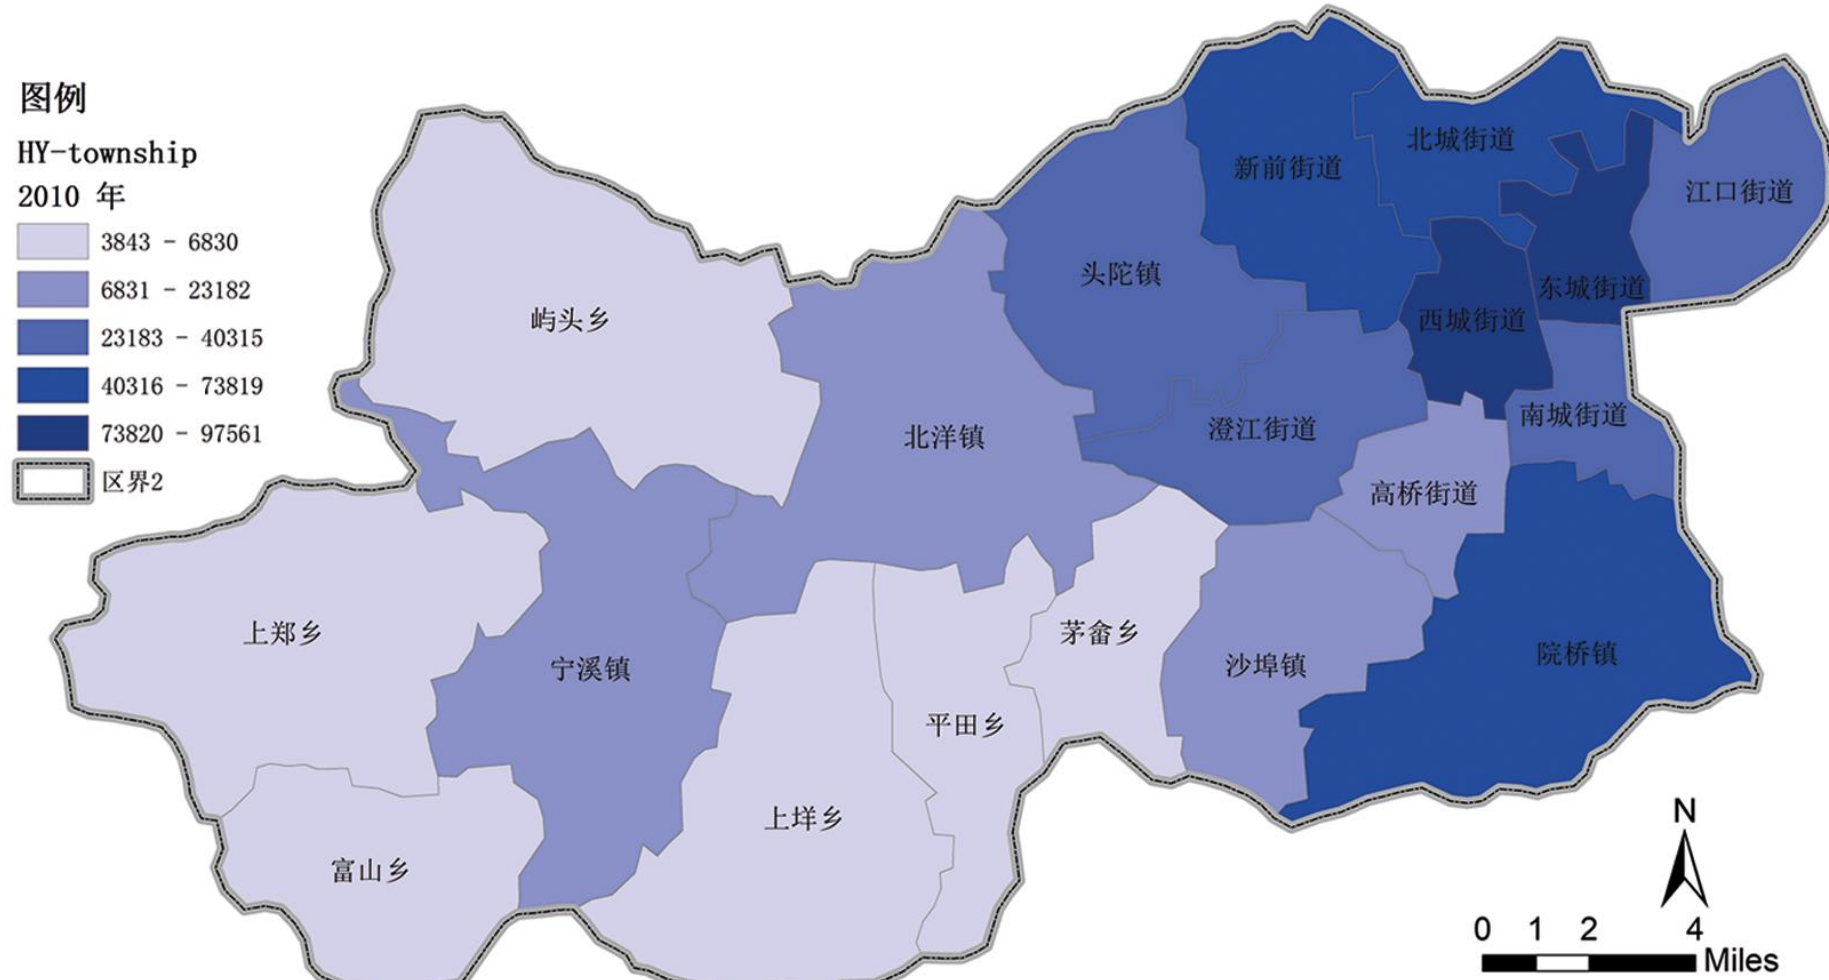 图例
HY-township
2010 年
3843 - 6830
6831 - 23182
23183 - 40315
40316 - 73819
73820 - 97561
区界2
北城街道
新前街道
江口街道
头陀镇
东城街道
西城街道
屿头乡
南城街道
澄江街道
北洋镇
高桥街道
上郑乡
茅畲乡
院桥镇
沙埠镇
宁溪镇
平田乡
上垟乡
富山乡
N
0 1 2 4
Miles